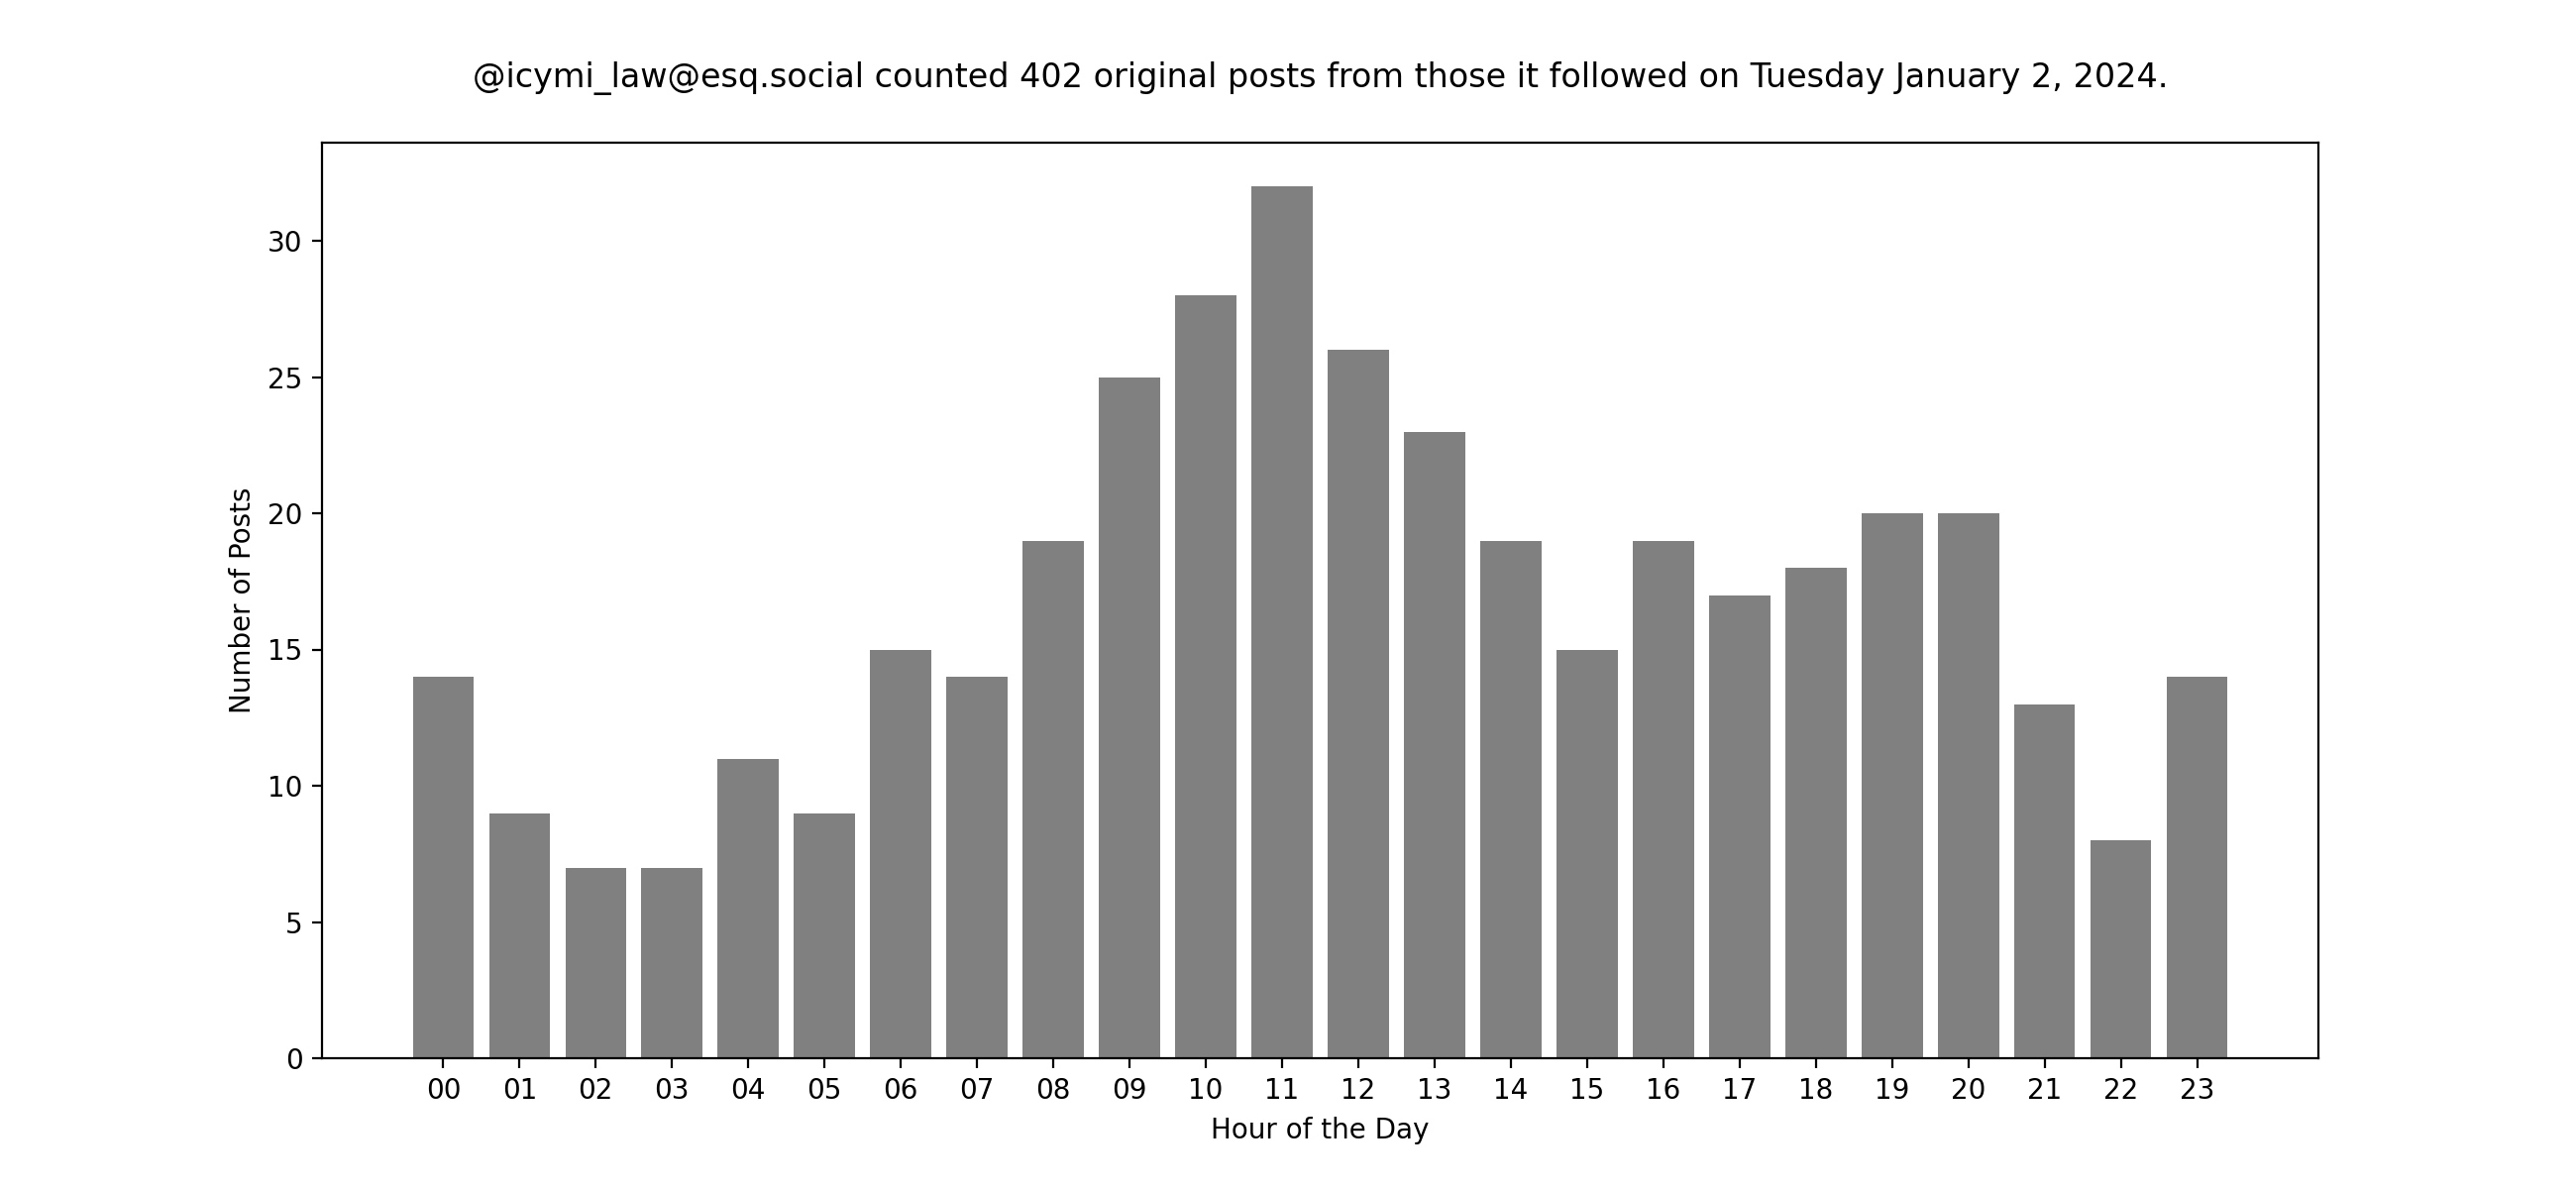 @icymi_law@esq.social counted 402 original posts from those it followed on Tuesday January 2, 2024.
30
25
20
15
10
5
0
Number of Posts
00 01 02 03 04 05 06 07 08 09 10 11 12 13 14 15 16 17 18 19 20 21 22 23
Hour of the Day